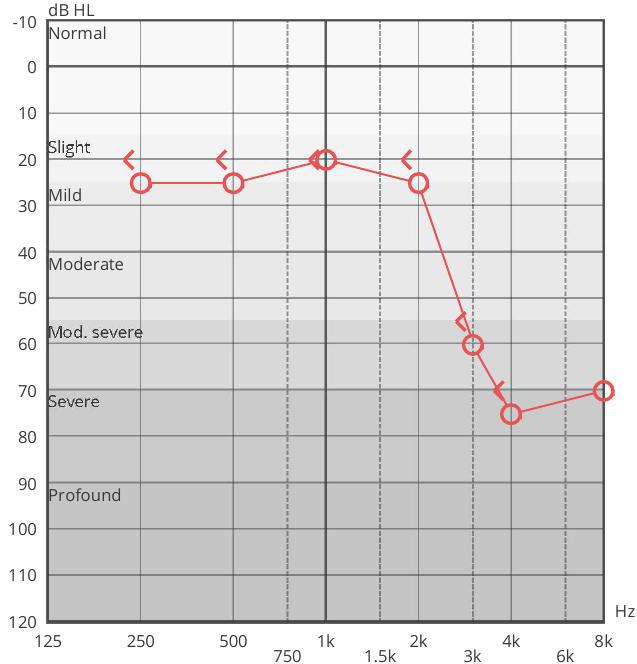 dB HL
-10
Normal
0
10
Slight
20
Mild
30
40
Moderate
50
Mod. severe
60
70
Severe
80
90
Profound
100
110
120
Hz
125 250 500 1k 2k 4k 8k
750 1.5k 3k 6k